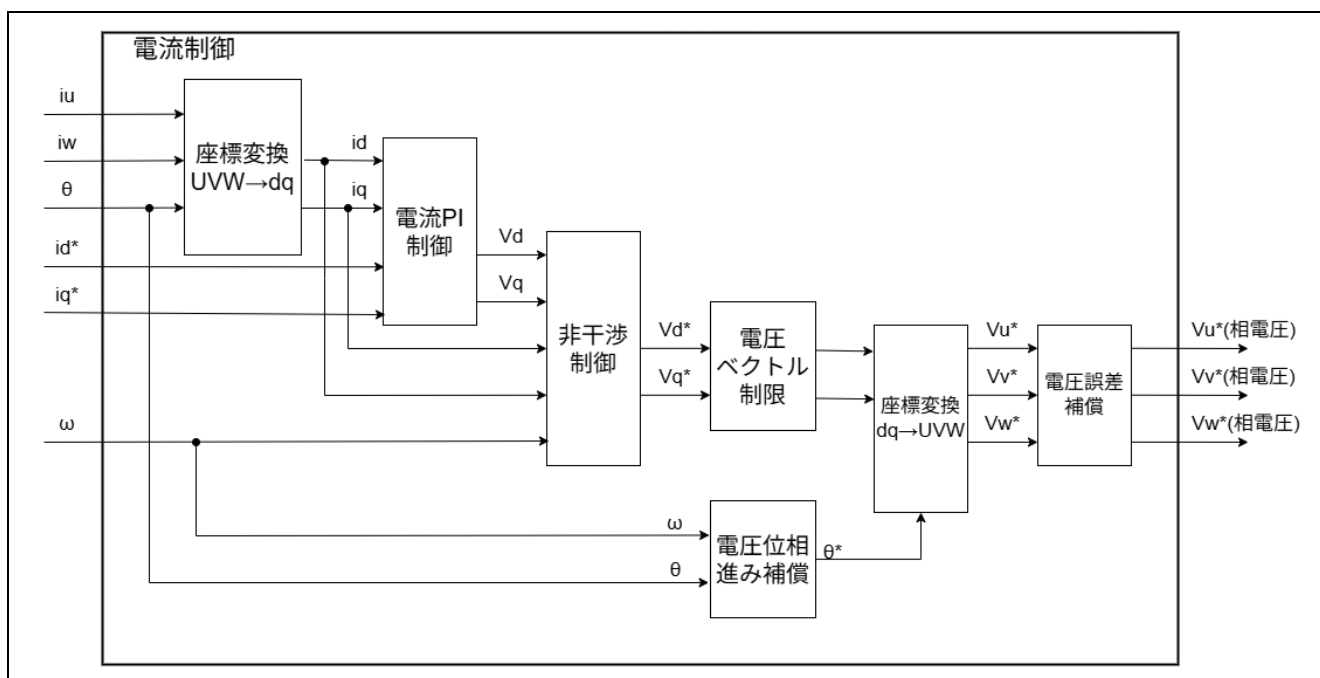 電流制御
iu
iw
θ
id*
iq*
ω
座標変換
UVW→dq
id
iq
電流PI
制御
Vd
Vq
非干渉
制御
Vd*
Vq*
電圧
ベクトル
制限
座標変換
dq→UVW
Vu*
Vv*
Vw*
電圧誤差
補償
Vu*(相電圧)
Vv*(相電圧)
Vw*(相電圧)
ω
θ
電圧位相
進み補償
θ*